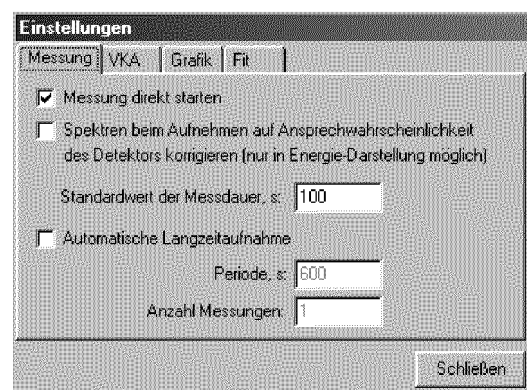 Einstellungen
Messung VKA Grafik Fit
Messung direkt starten
Spektren beim Aufnehmen auf Ansprechwahrscheinlichkeit
des Detektors korrigieren (nur in Energie-Darstellung möglich)
Standardwert der Messdauer, s: 100
Automatische Langzeitaufnahme
Periode, s: 600
Anzahl Messungen: 1
Schließen